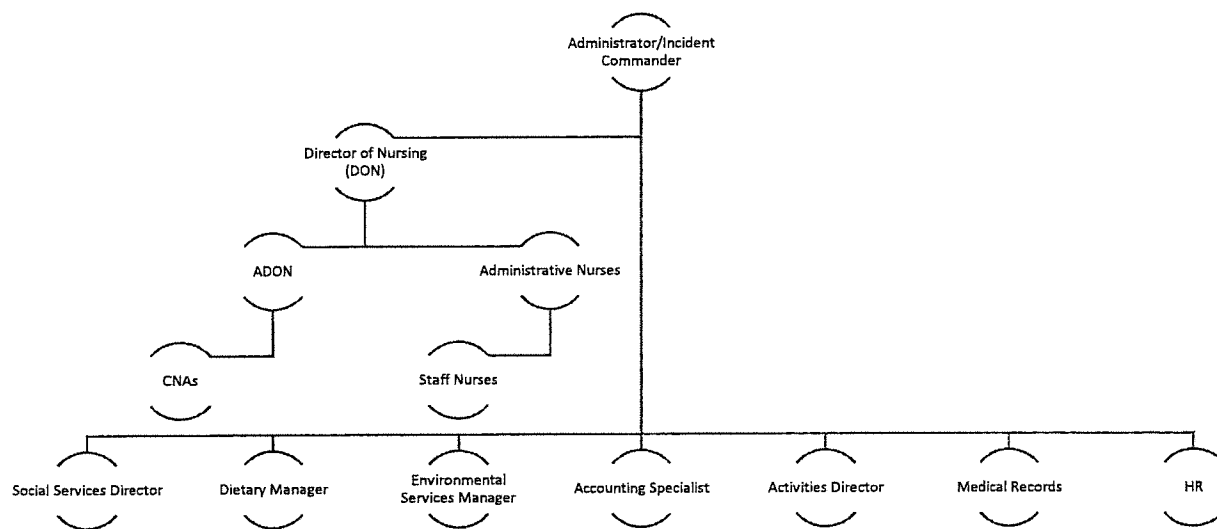 Administrator/Incident
Commander
Director of Nursing
(DON)
ADON
Administrative Nurses
CNAs
Staff Nurses
Social Services Director
Dietary Manager
Environmental
Services Manager
Accounting Specialist
Activities Director
Medical Records
HR